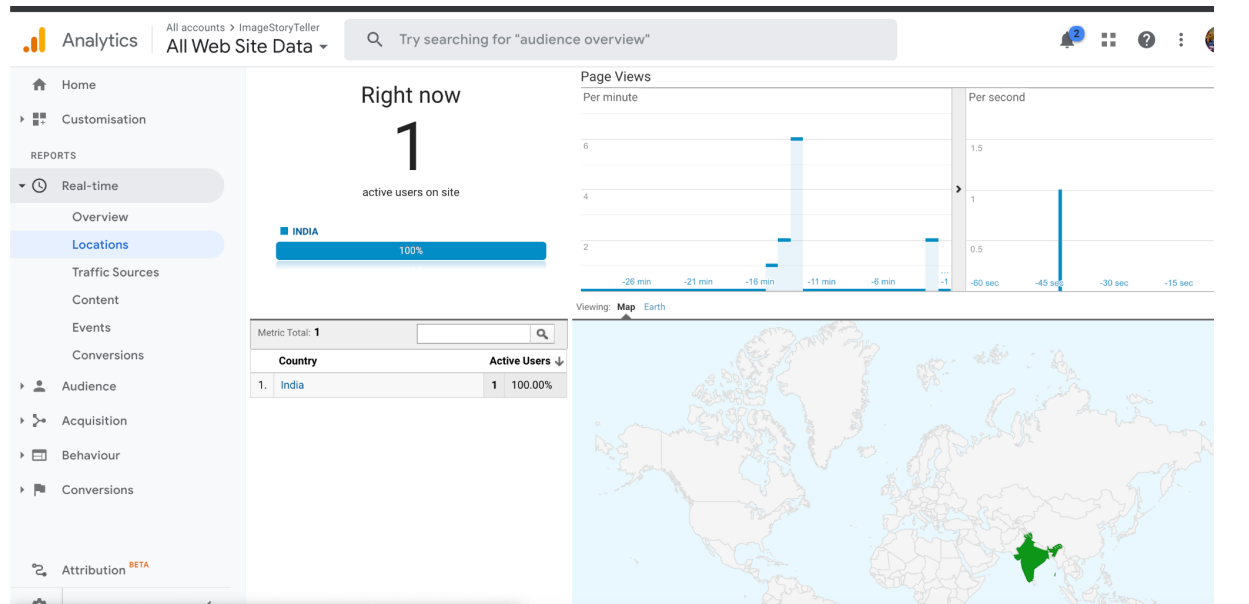 Analytics
All accounts > ImageStoryTeller
All Web Site Data
Try searching for "audience overview"
2
Home
Customisation
REPORTS
Real-time
Overview
Locations
Traffic Sources
Content
Events
Conversions
Audience
Acquisition
Behaviour
Conversions
Attribution BETA
Right now
1
active users on site
INDIA
100%
Page Views
Per minute
6
4
2
-26 min -21 min -16 min -11 min -6 min -1
Per second
1.5
1
0.5
-60 sec -45 sec -30 sec -15 sec
Viewing: Map Earth
Metric Total: 1
Country Active Users
1. India 1 100.00%